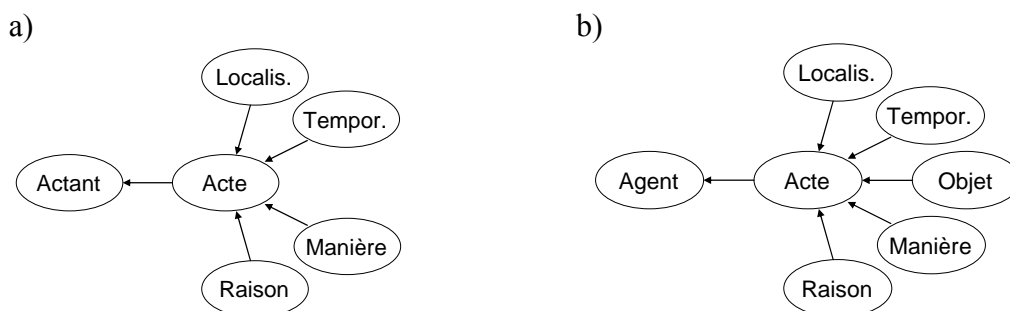 a)
Localis.
Tempor.
Actant
Acte
Manière
Raison
b)
Localis.
Tempor.
Agent
Acte
Objet
Manière
Raison